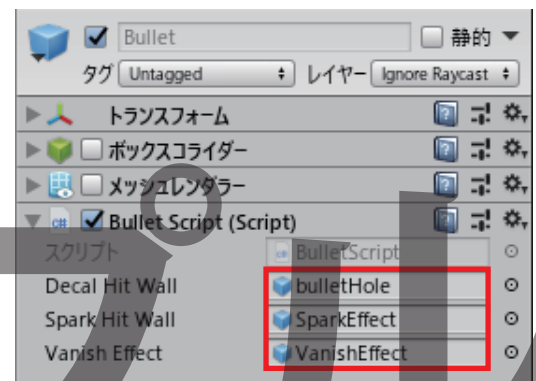 Bullet
静的
タグ Untagged レイヤー Ignore Raycast
トランスフォーム
ボックスコライダー
メッシュレンダラー
Bullet Script (Script)
スクリプト BulletScript
Decal Hit Wall bulletHole
Spark Hit Wall SparkEffect
Vanish Effect VanishEffect